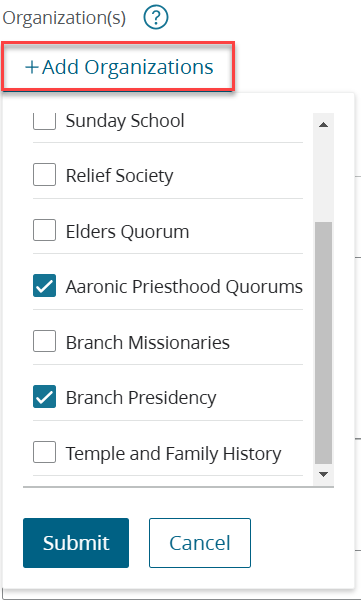 Organization(s) ?
+Add Organizations
Sunday School
Relief Society
Elders Quorum
Aaronic Priesthood Quorums
Branch Missionaries
Branch Presidency
Temple and Family History
Submit Cancel